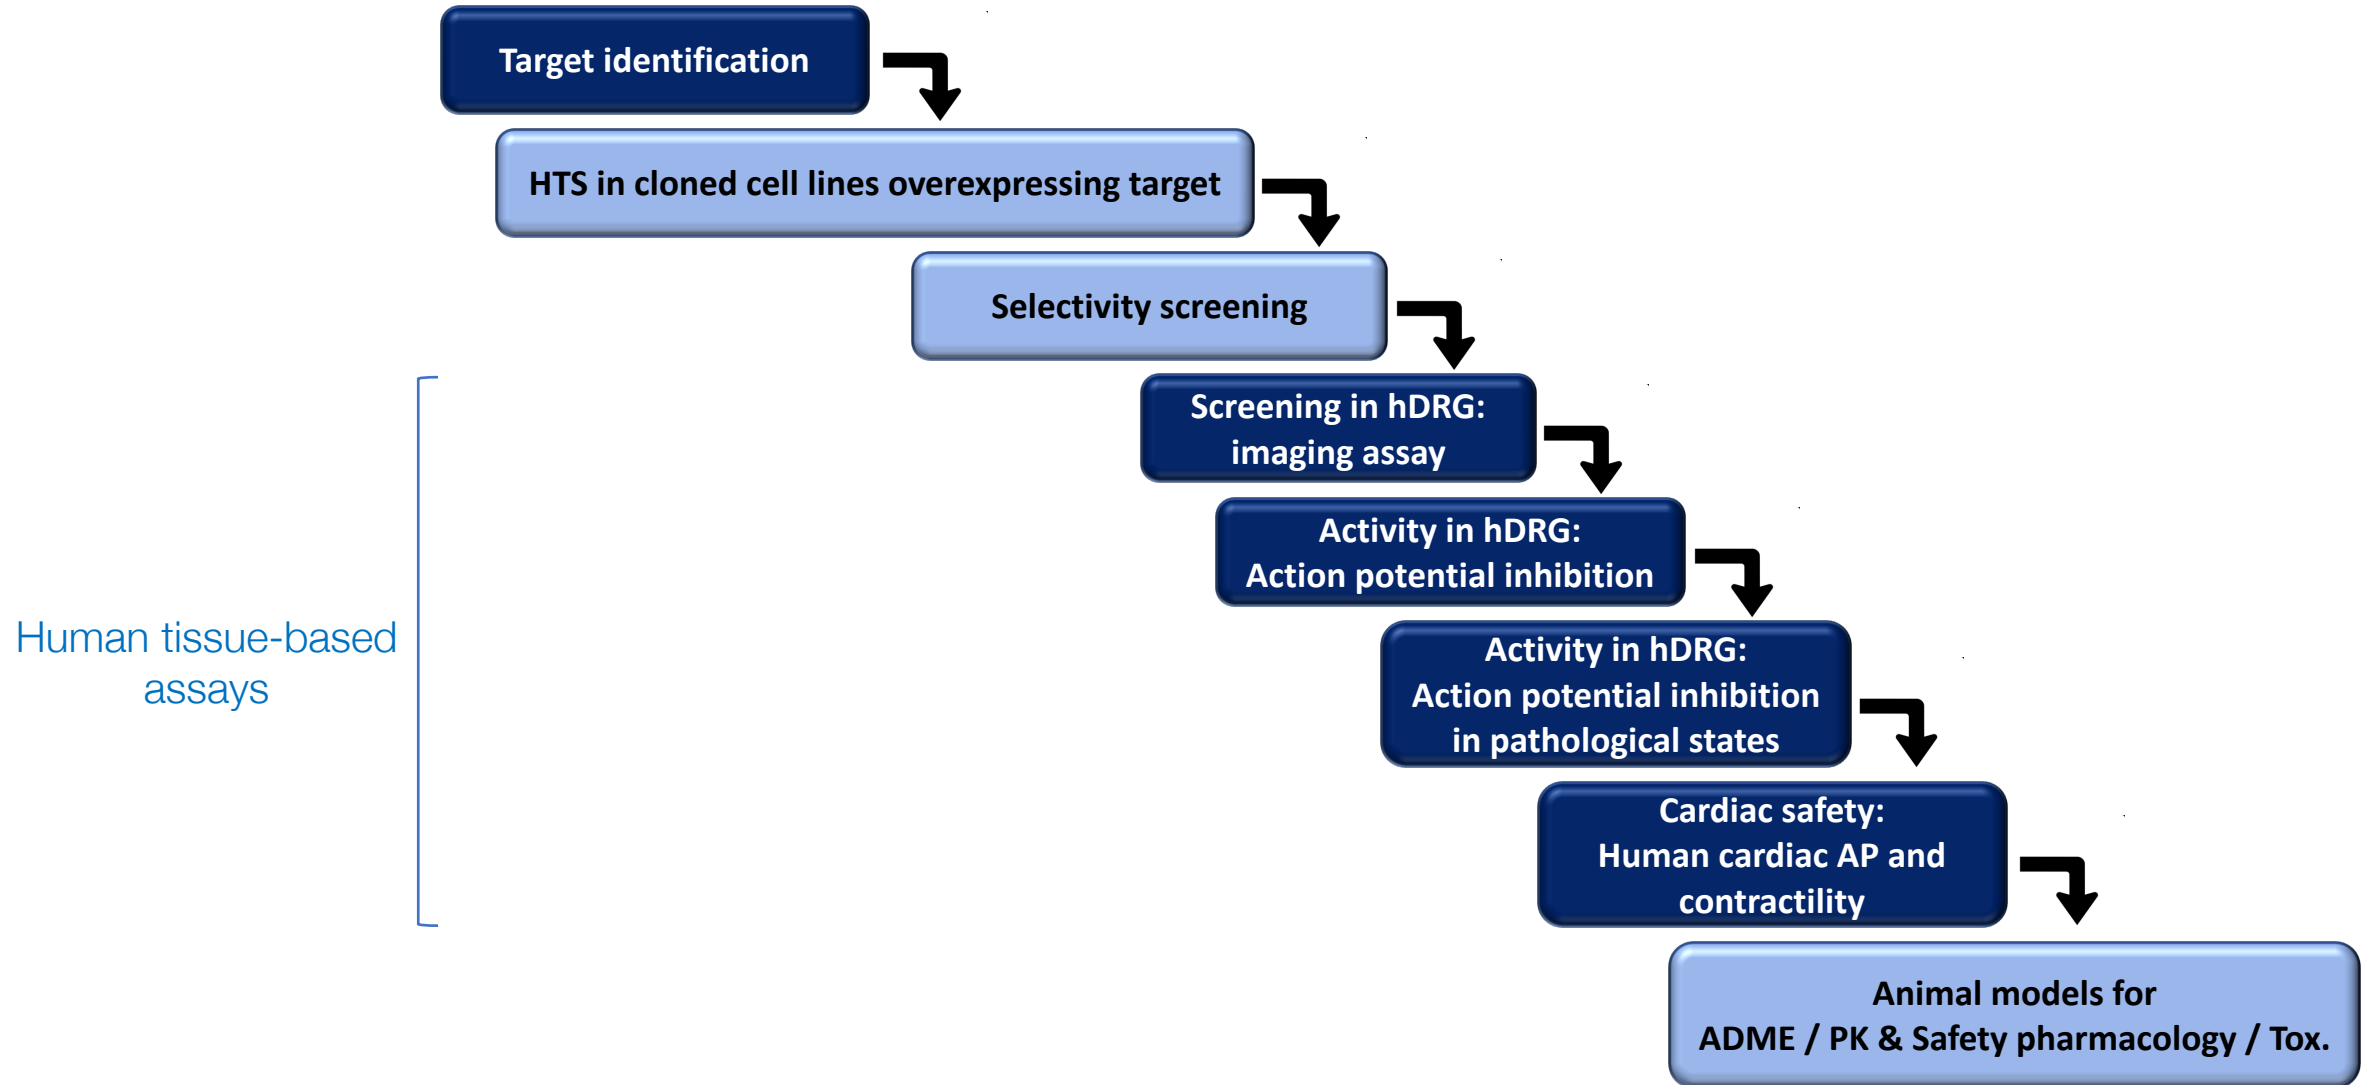 Target identification
HTS in cloned cell lines overexpressing target
Selectivity screening
Screening in hDRG:
imaging assay
Activity in hDRG:
Action potential inhibition
Human tissue-based
assays
Activity in hDRG:
Action potential inhibition
in pathological states
Cardiac safety:
Human cardiac AP and
contractility
Animal models for
ADME / PK & Safety pharmacology / Tox.